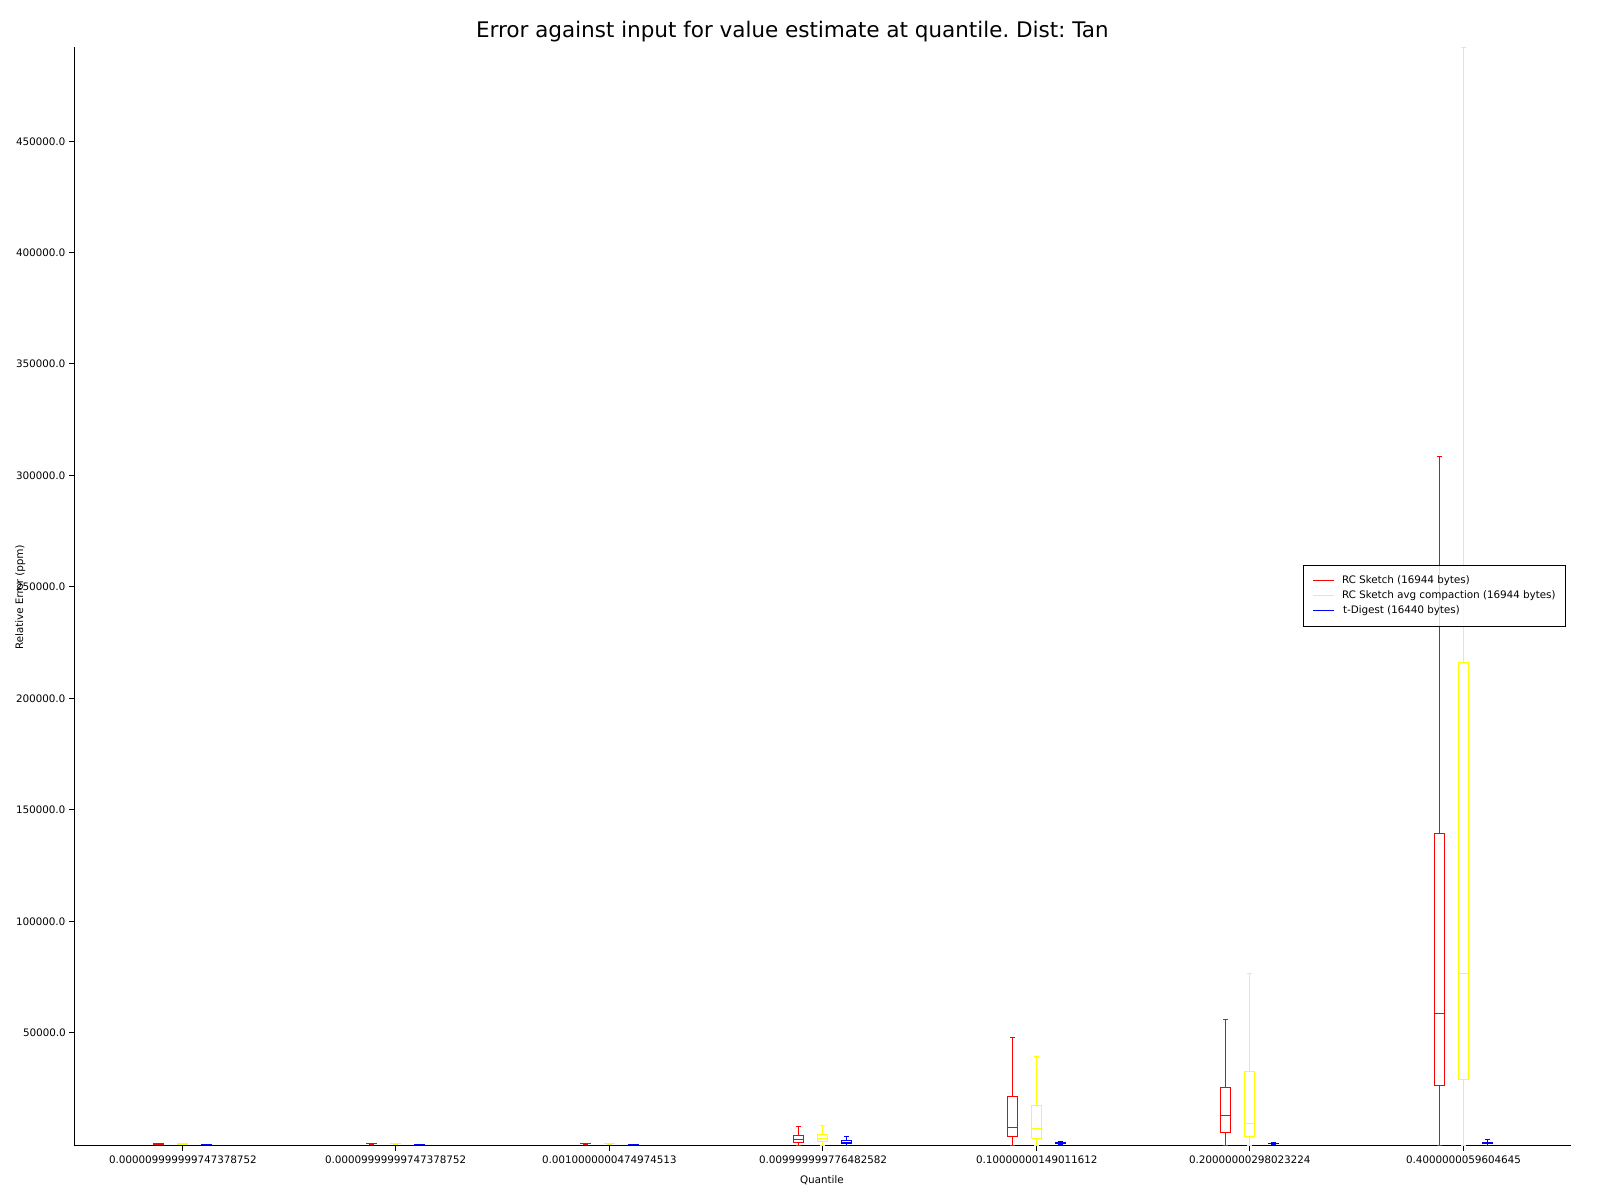 Error against input for value estimate at quantile. Dist: Tan
450000.0
400000.0
350000.0
300000.0
250000.0
200000.0
150000.0
100000.0
50000.0
Relative Error (ppm)
RC Sketch (16944 bytes)
RC Sketch avg compaction (16944 bytes)
t-Digest (16440 bytes)
0.000009999999747378752
0.00009999999747378752
0.001000000474974513
0.009999999776482582
0.10000000149011612
0.20000000298023224
0.4000000059604645
Quantile